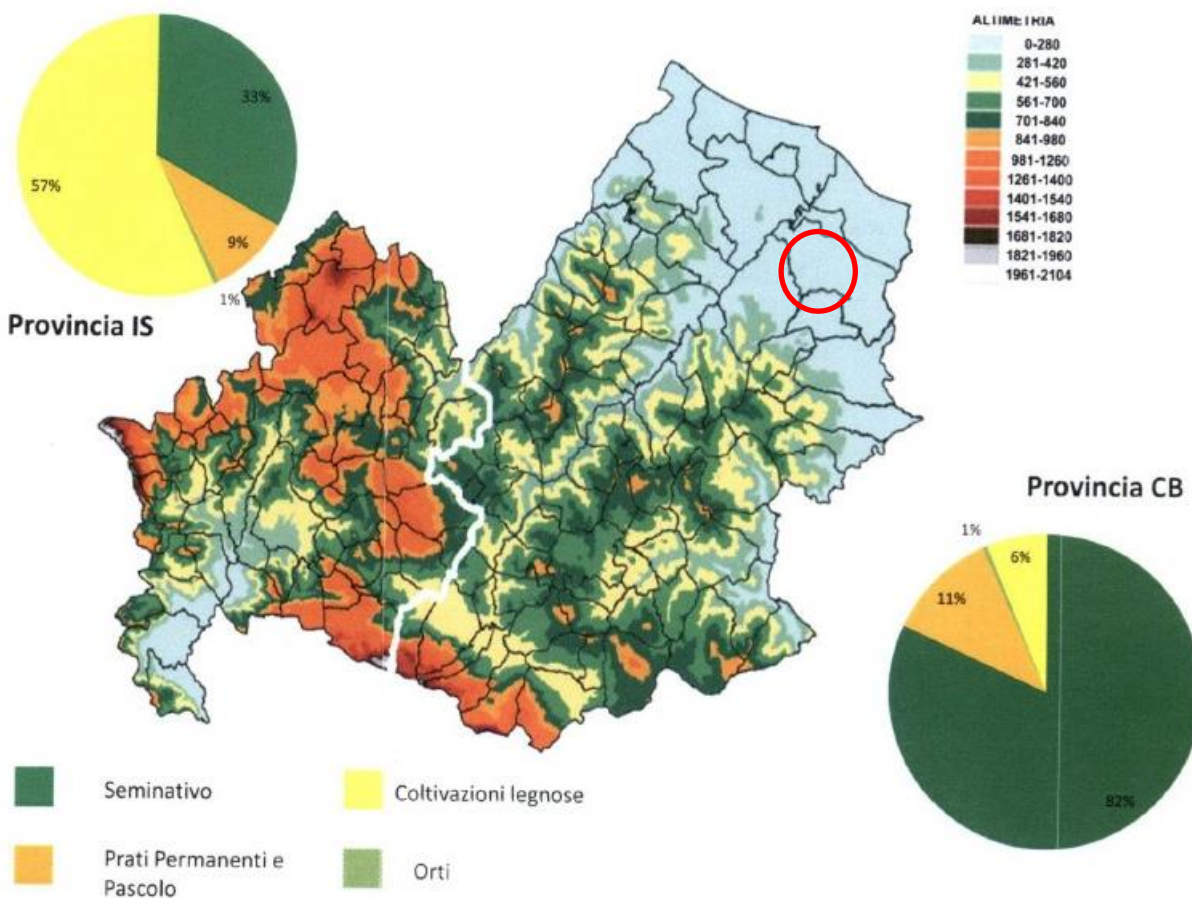 ALTIMETRIA
0-280
281-420
421-560
561-700
701-840
841-980
981-1260
1261-1400
1401-1540
1541-1680
1681-1820
1821-1960
1961-2104
33%
57%
9%
1%
Provincia IS
Provincia CB
1%
6%
11%
82%
Seminativo
Coltivazioni legnose
Prati Permanenti e
Pascolo
Orti